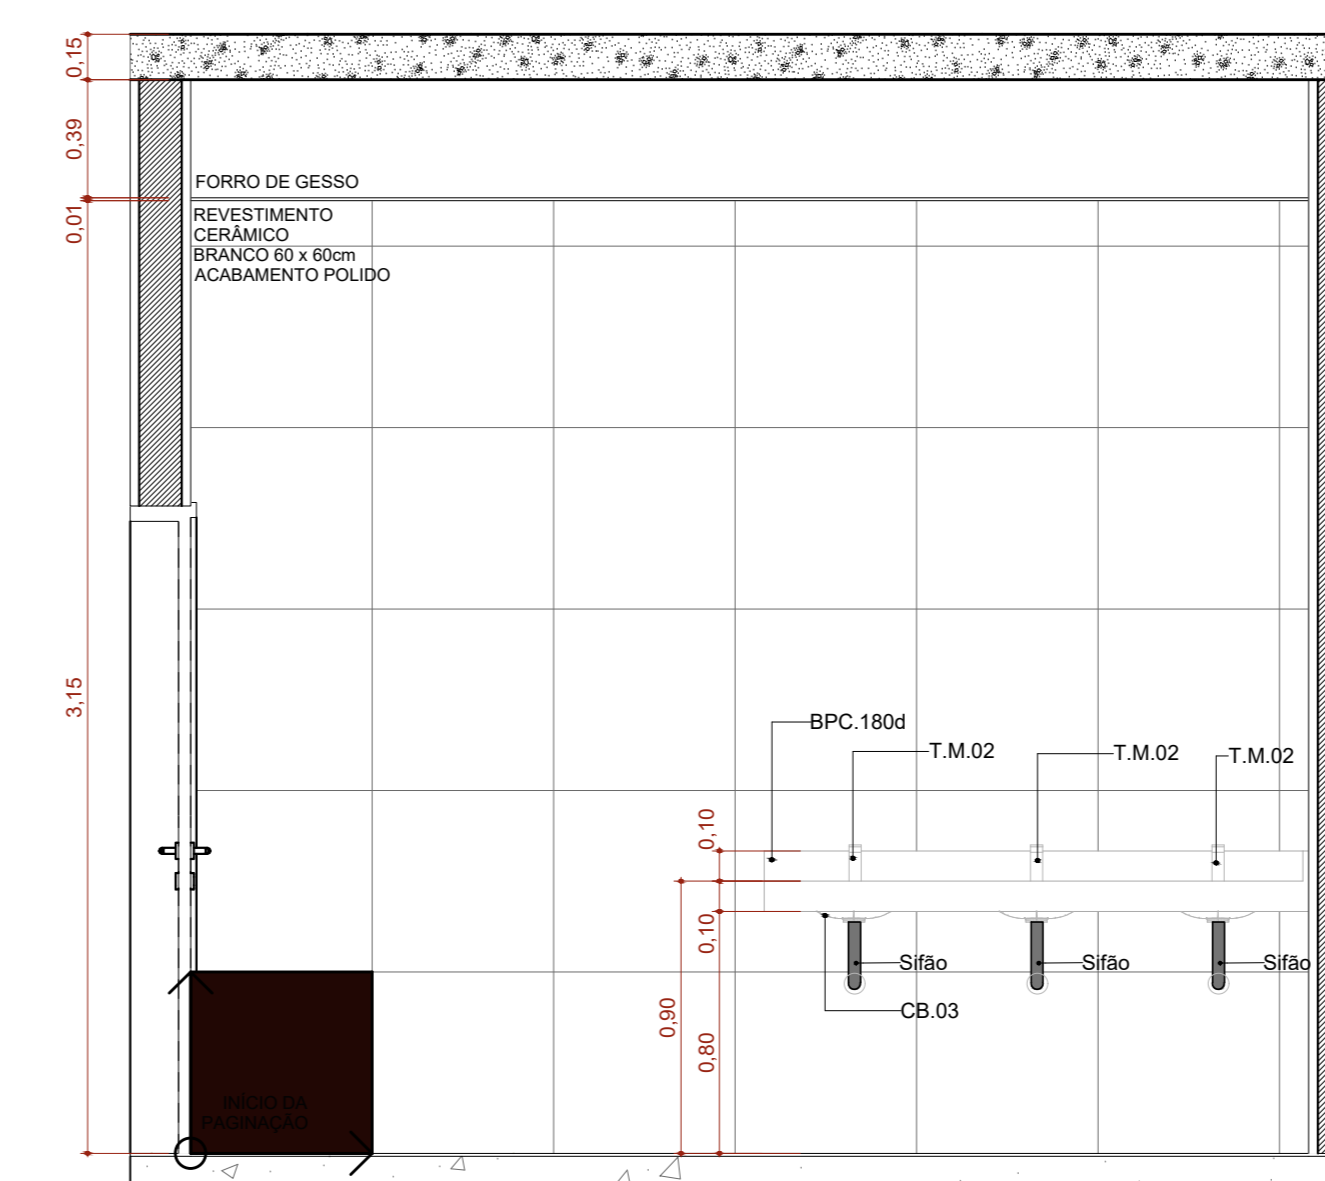 0,15
0,39
FORRO DE GESSO
0,01
REVESTIMENTO
CERÂMICO
BRANCO 60 x 60cm
ACABAMENTO POLIDO
3,15
BPC.180d
T.M.02
T.M.02
T.M.02
0,10
0,10
Sifão
Sifão
Sifão
CB.03
0,90
0,80
INÍCIO DA
PAGINAÇÃO